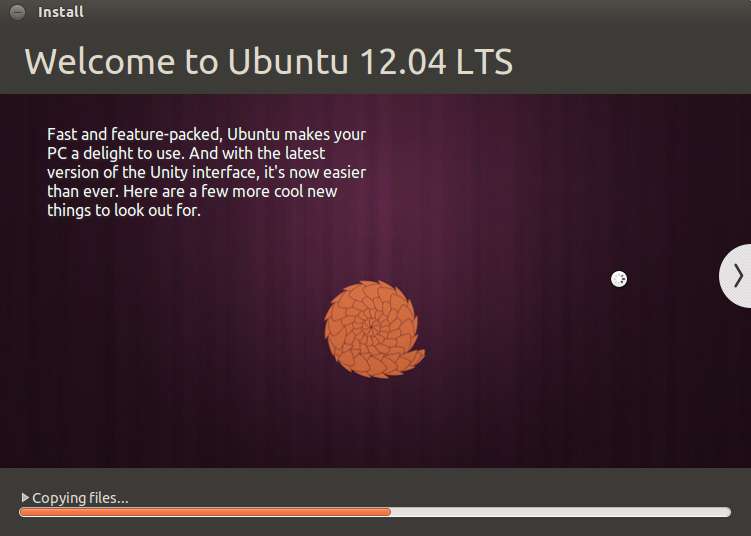 Install
Welcome to Ubuntu 12.04 LTS
Fast and feature-packed, Ubuntu makes your
PC a delight to use. And with the latest
version of the Unity interface, it's now easier
than ever. Here are a few more cool new
things to look out for.
Copying files...